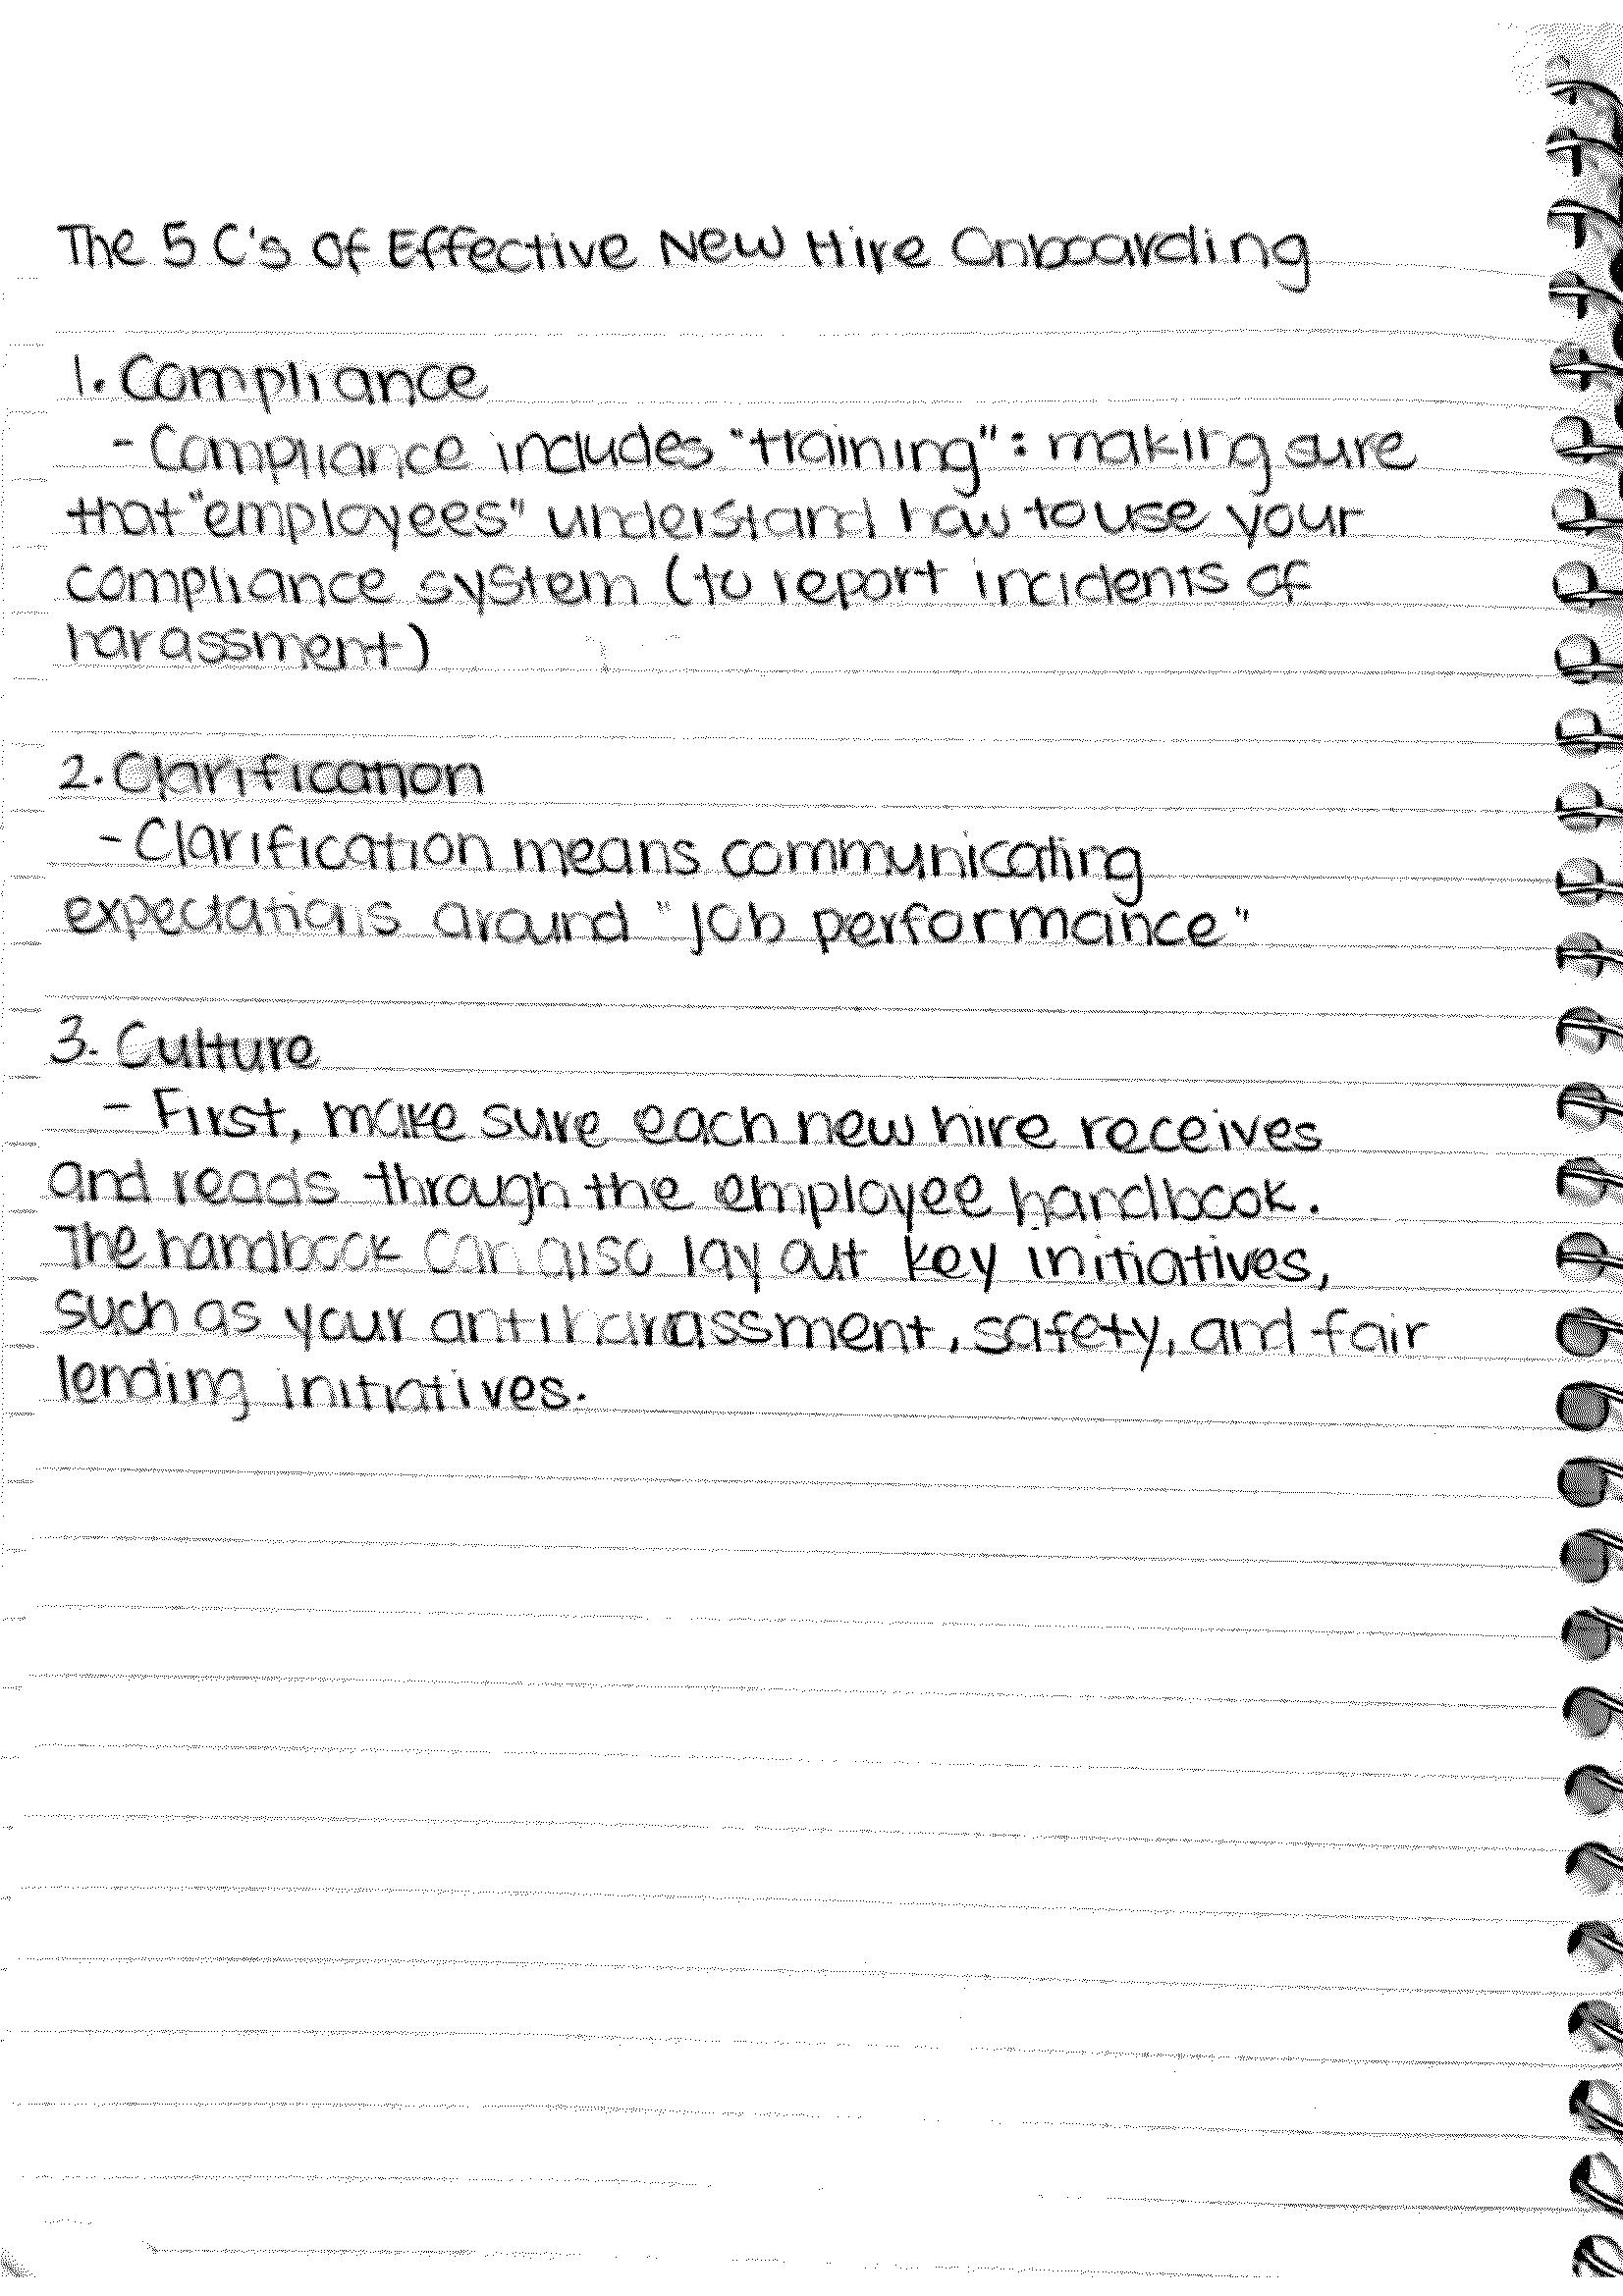 The 5 C's Of Effective New Hire Onboarding
1. Compliance
- Compliance includes "training": making sure
that "employees" understand how to use your
compliance system (to report incidents of
harassment)
2. Clarification
- Clarification means communicating
expectations around "job performance"
3. Culture
- First, make sure each new hire receives
and reads through the employee handbook.
The handbook can also lay out key initiatives,
such as your antiharassment, safety, and fair
lending initiatives.